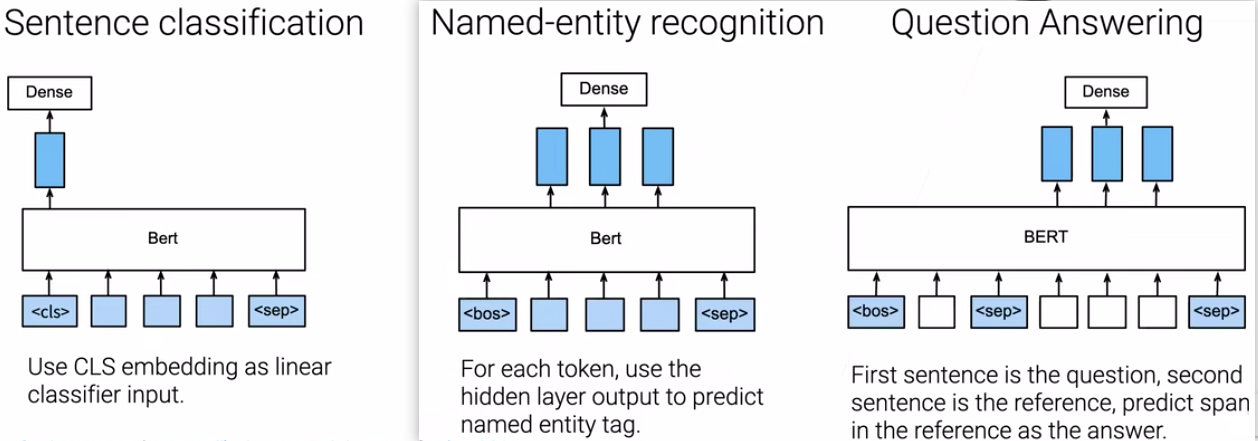 Sentence classification
Dense
Bert
<cls>
<sep>
Use CLS embedding as linear
classifier input.
Named-entity recognition
Dense
Bert
<bos>
<sep>
For each token, use the
hidden layer output to predict
named entity tag.
Question Answering
Dense
BERT
<bos>
<sep>
<sep>
First sentence is the question, second
sentence is the reference, predict span
in the reference as the answer.